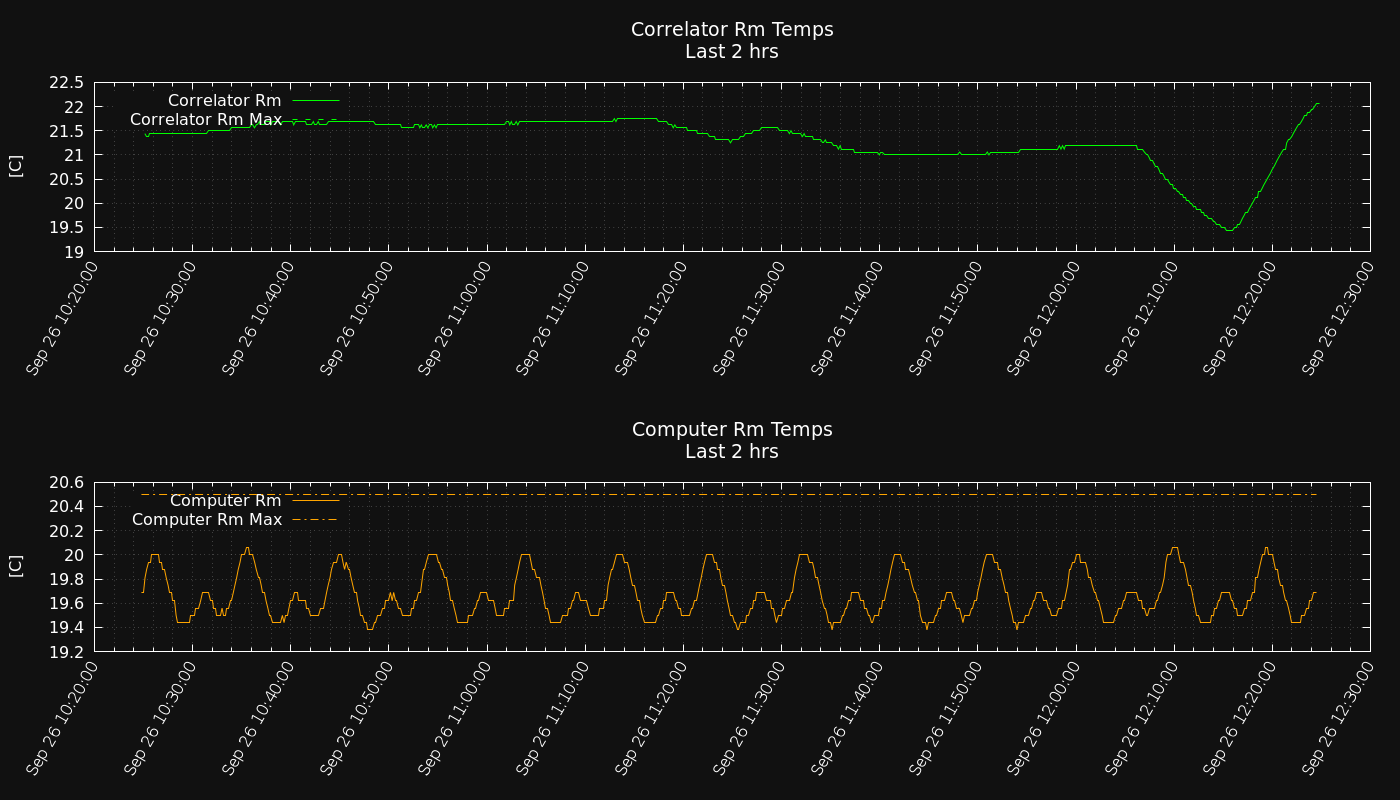 Correlator Rm Temps
Last 2 hrs
22.5
22
21.5
21
20.5
20
19.5
19
[C]
Correlator Rm
Correlator Rm Max
Sep 26 10:20:00
Sep 26 10:30:00
Sep 26 10:40:00
Sep 26 10:50:00
Sep 26 11:00:00
Sep 26 11:10:00
Sep 26 11:20:00
Sep 26 11:30:00
Sep 26 11:40:00
Sep 26 11:50:00
Sep 26 12:00:00
Sep 26 12:10:00
Sep 26 12:20:00
Sep 26 12:30:00
Computer Rm Temps
Last 2 hrs
20.6
20.4
20.2
20
19.8
19.6
19.4
19.2
[C]
Computer Rm
Computer Rm Max
Sep 26 10:20:00
Sep 26 10:30:00
Sep 26 10:40:00
Sep 26 10:50:00
Sep 26 11:00:00
Sep 26 11:10:00
Sep 26 11:20:00
Sep 26 11:30:00
Sep 26 11:40:00
Sep 26 11:50:00
Sep 26 12:00:00
Sep 26 12:10:00
Sep 26 12:20:00
Sep 26 12:30:00